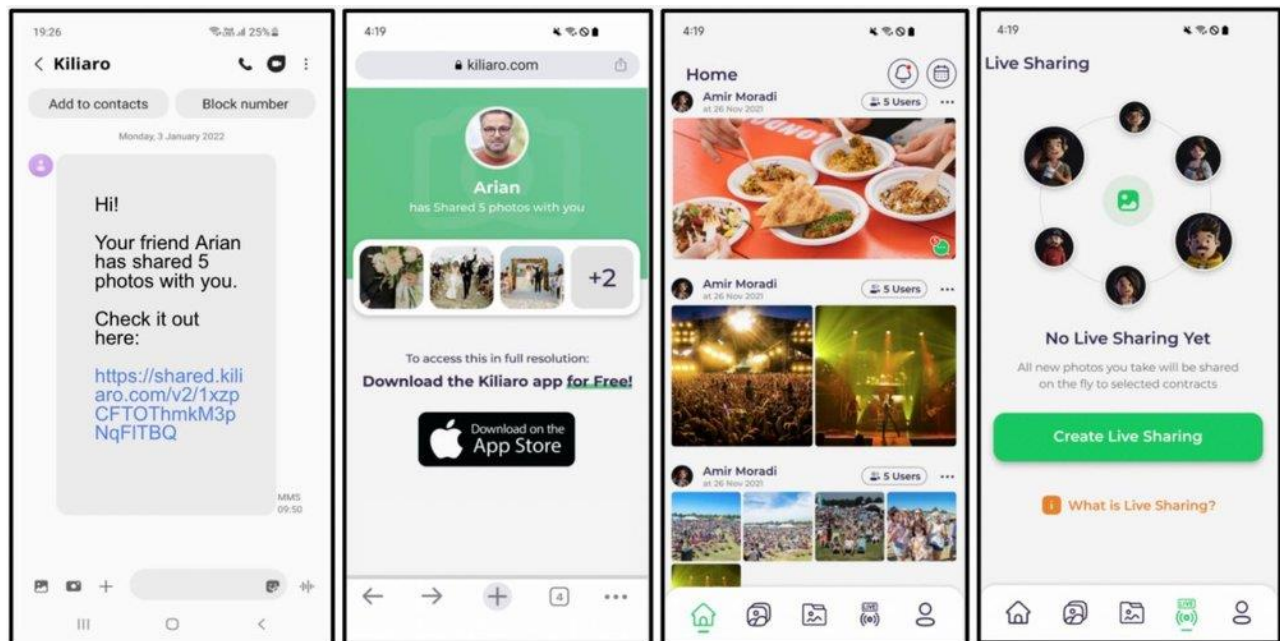 19:26
25%
Kiliaro
Add to contacts
Block number
Monday, 3 January 2022
Hi!
Your friend Arian
has shared 5
photos with you.
Check it out
here:
https://shared.kili
aro.com/v2/1xzp
CFTOThmkM3p
NqFITBQ
MMS
09:50
4:19
kiliaro.com
Arian
has Shared 5 photos with you
+2
To access this in full resolution:
Download the Kiliaro app for Free!
Download on the
App Store
4
4:19
Home
Amir Moradi
at 26 Nov 2021
5 Users
Amir Moradi
at 26 Nov 2021
5 Users
Amir Moradi
at 26 Nov 2021
5 Users
LIVE
4:19
Live Sharing
No Live Sharing Yet
All new photos you take will be shared
on the fly to selected contracts
Create Live Sharing
What is Live Sharing?
LIVE